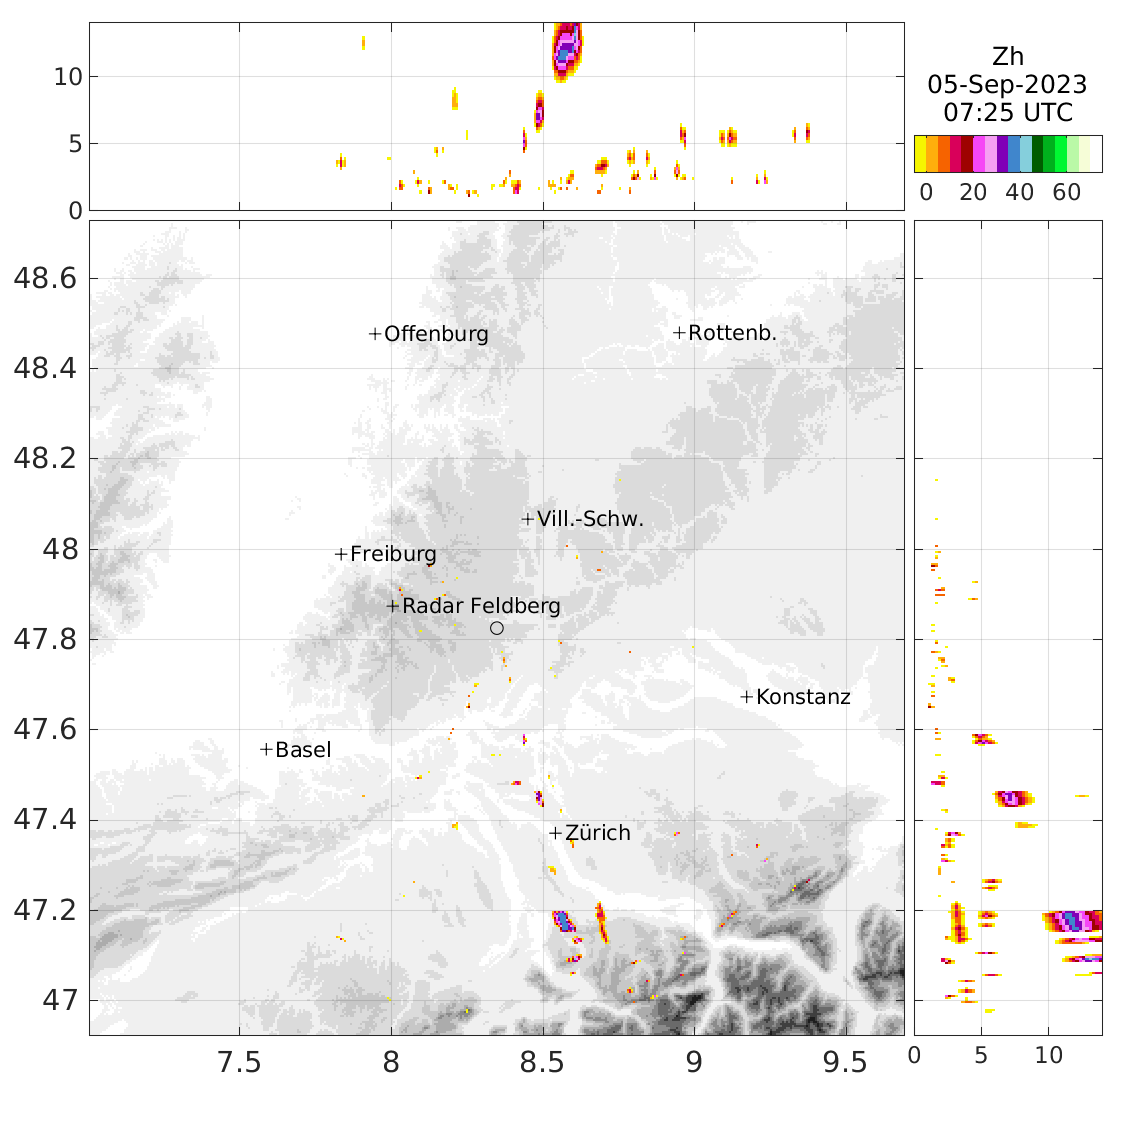 10
5
0
Zh
05-Sep-2023
07:25 UTC
0 20 40 60
48.6
48.4
48.2
48
47.8
47.6
47.4
47.2
47
+Offenburg
+Rottenb.
+Vill.-Schw.
+Freiburg
+Radar Feldberg
+Konstanz
+Basel
+Zürich
7.5 8 8.5 9 9.5
0 5 10